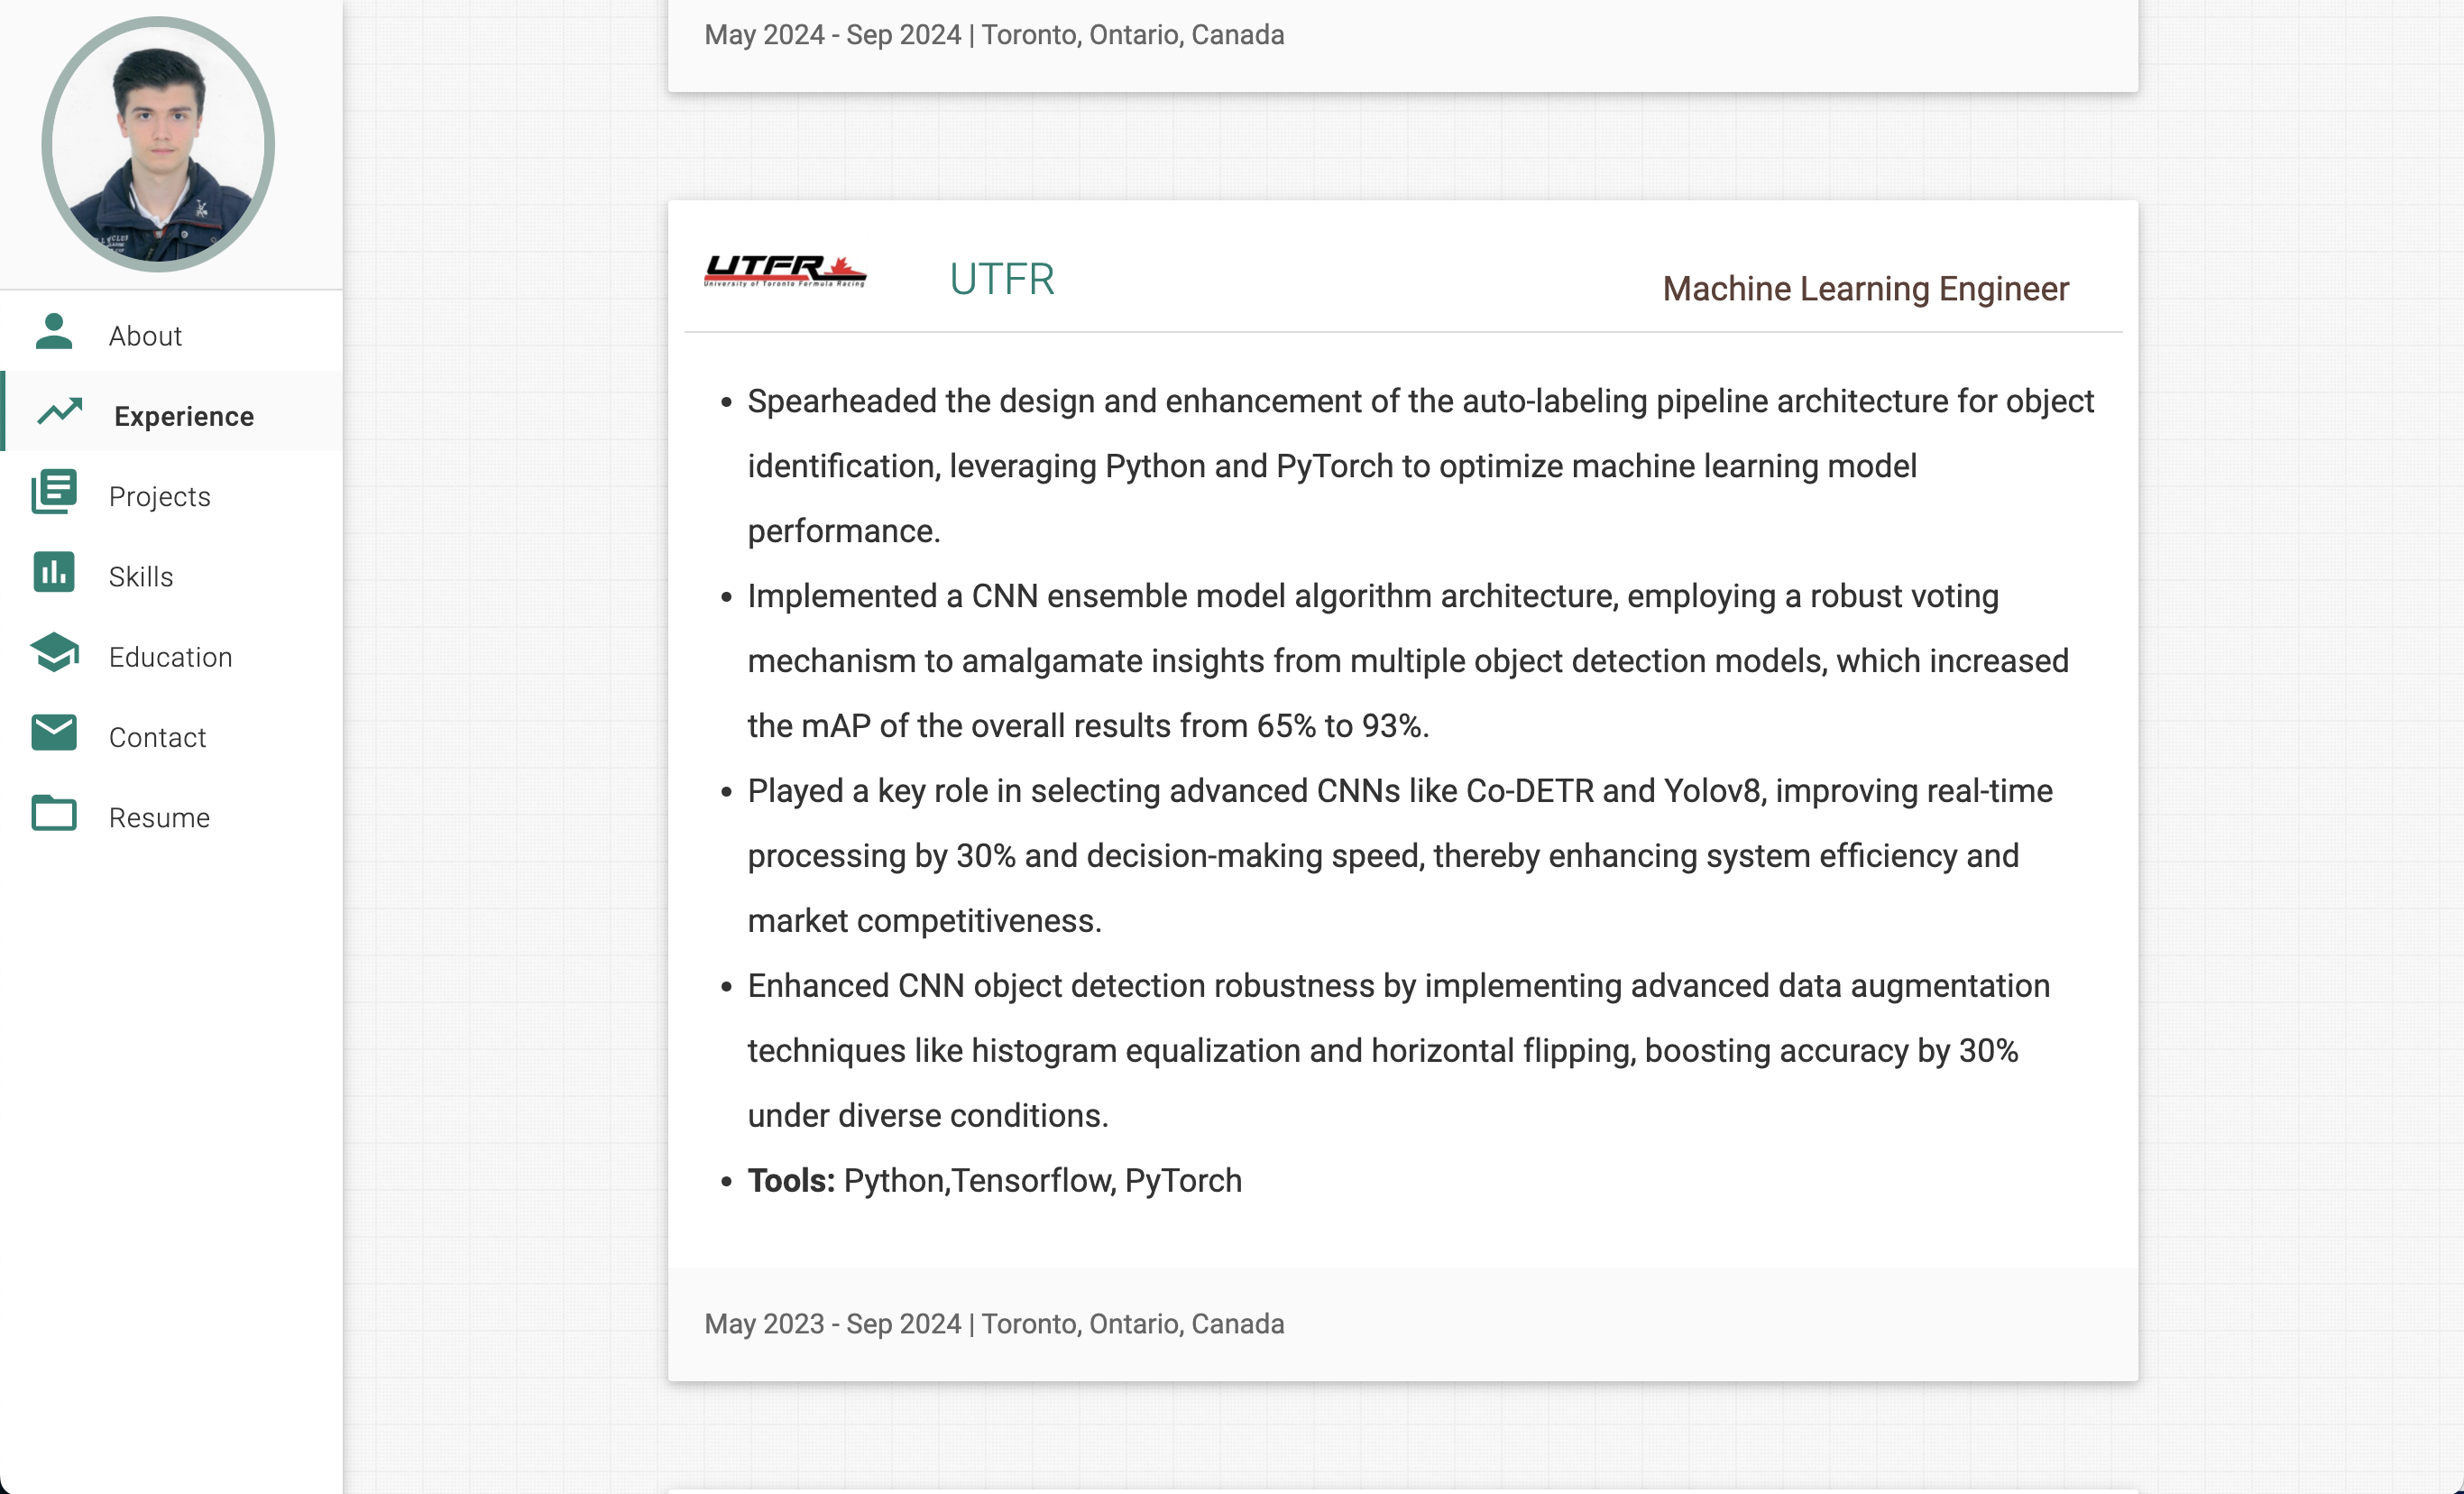 May 2024 - Sep 2024 | Toronto, Ontario, Canada
About
Experience
Projects
Skills
Education
Contact
Resume
UTFR
University of Toronto Formula Racing
UTFR
Machine Learning Engineer
• Spearheaded the design and enhancement of the auto-labeling pipeline architecture for object
identification, leveraging Python and PyTorch to optimize machine learning model
performance.
• Implemented a CNN ensemble model algorithm architecture, employing a robust voting
mechanism to amalgamate insights from multiple object detection models, which increased
the mAP of the overall results from 65% to 93%.
• Played a key role in selecting advanced CNNs like Co-DETR and Yolov8, improving real-time
processing by 30% and decision-making speed, thereby enhancing system efficiency and
market competitiveness.
• Enhanced CNN object detection robustness by implementing advanced data augmentation
techniques like histogram equalization and horizontal flipping, boosting accuracy by 30%
under diverse conditions.
• Tools: Python,Tensorflow, PyTorch
May 2023 - Sep 2024 | Toronto, Ontario, Canada